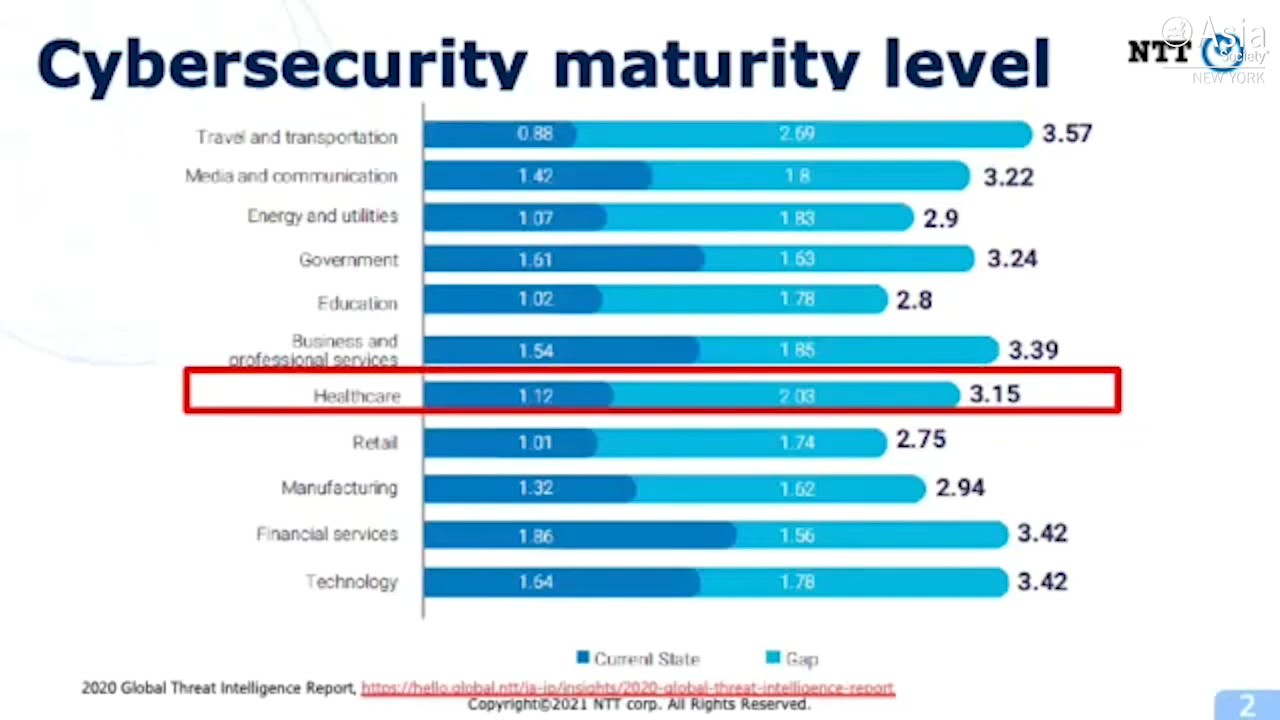 Cybersecurity maturity level
NTT
Asia
Society
NEW YORK
Travel and transportation 0.88 2.69 3.57
Media and communication 1.42 1.8 3.22
Energy and utilities 1.07 1.83 2.9
Government 1.61 1.63 3.24
Education 1.02 1.78 2.8
Business and
professional services 1.54 1.85 3.39
Healthcare 1.12 2.03 3.15
Retail 1.01 1.74 2.75
Manufacturing 1.32 1.62 2.94
Financial services 1.86 1.56 3.42
Technology 1.64 1.78 3.42
Current State Gap
2020 Global Threat Intelligence Report, https://hello.global.ntt/ja-jp/insights/2020-global-threat-intelligence-report
Copyright©2021 NTT corp. All Rights Reserved.
2